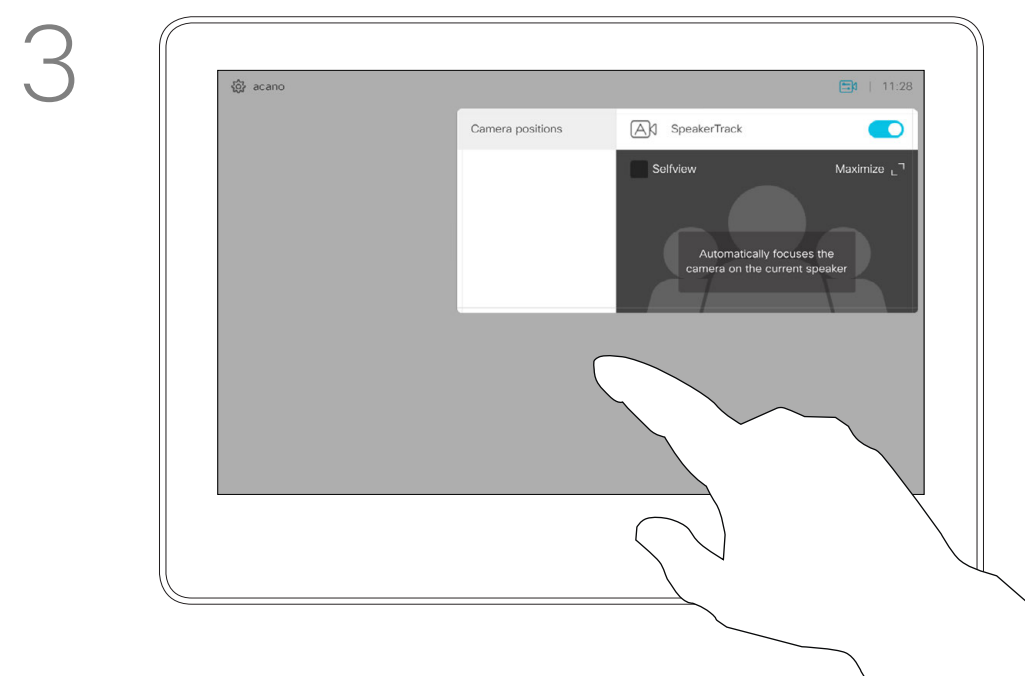 3
acano
| 11:28
Camera positions
SpeakerTrack
Selfview
Maximize
Automatically focuses the
camera on the current speaker